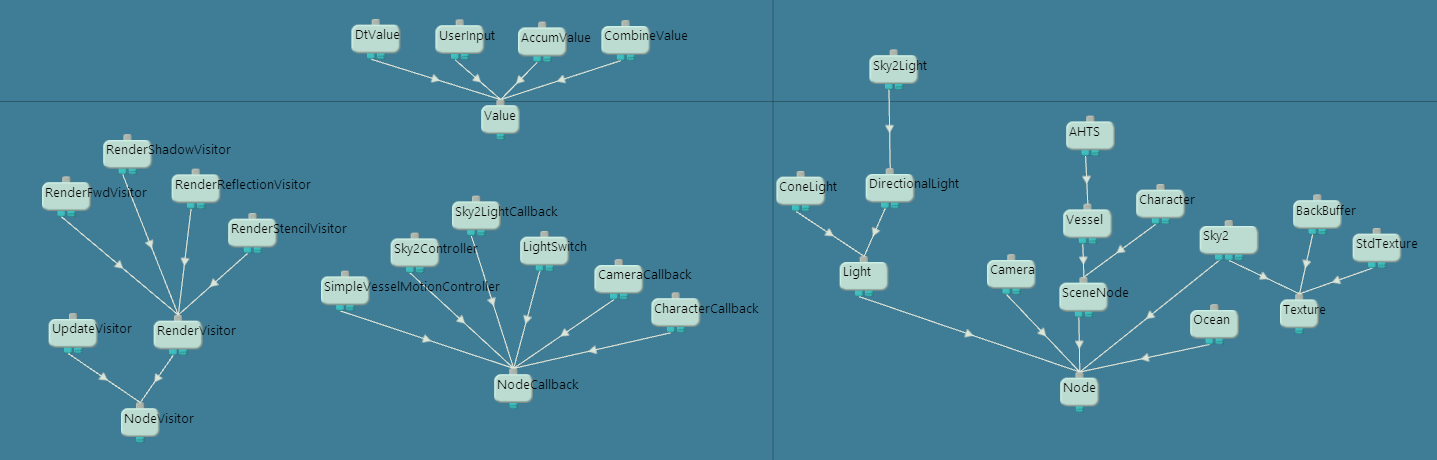 DtValue
UserInput
AccumValue
CombineValue
Value
RenderShadowVisitor
RenderFwdVisitor
RenderReflectionVisitor
RenderStencilVisitor
UpdateVisitor
RenderVisitor
NodeVisitor
Sky2LightCallback
Sky2Controller
LightSwitch
SimpleVesselMotionController
CameraCallback
CharacterCallback
NodeCallback
Sky2Light
AHTS
ConeLight
DirectionalLight
Vessel
Character
Sky2
BackBuffer
StdTexture
Light
Camera
SceneNode
Ocean
Texture
Node